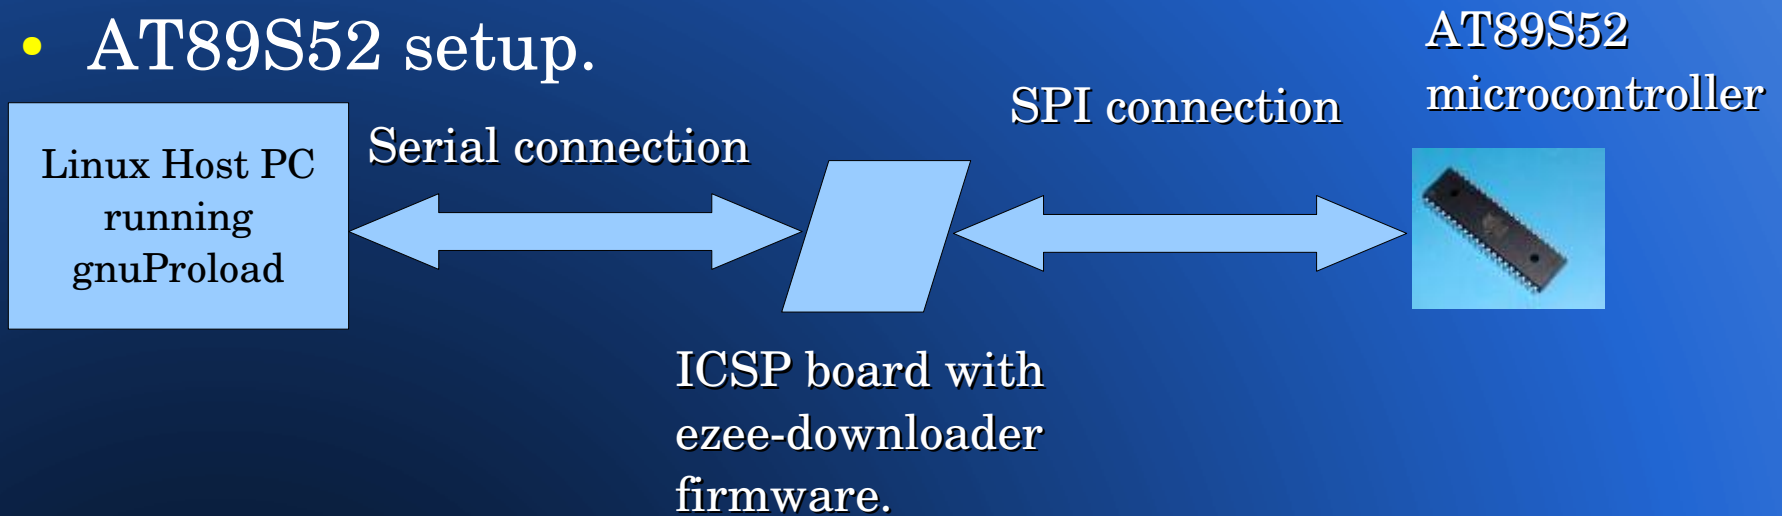 • AT89S52 setup.
Linux Host PC
running
gnuProload
Serial connection
SPI connection
AT89S52
microcontroller
ICSP board with
ezee-downloader
firmware.